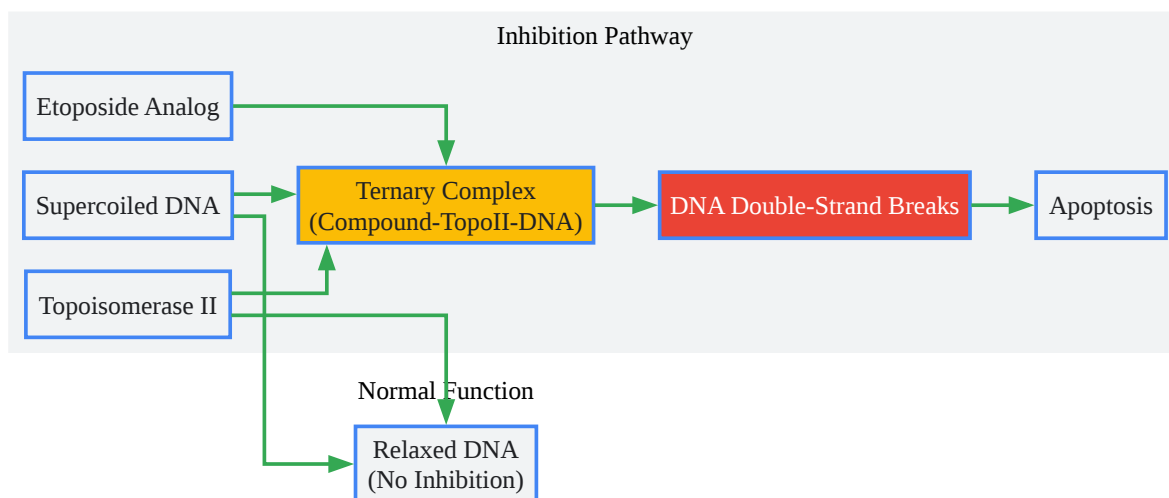 Inhibition Pathway
Etoposide Analog
Supercoiled DNA
Topoisomerase II
Ternary Complex
(Compound-TopoII-DNA)
DNA Double-Strand Breaks
Apoptosis
Normal Function
Relaxed DNA
(No Inhibition)